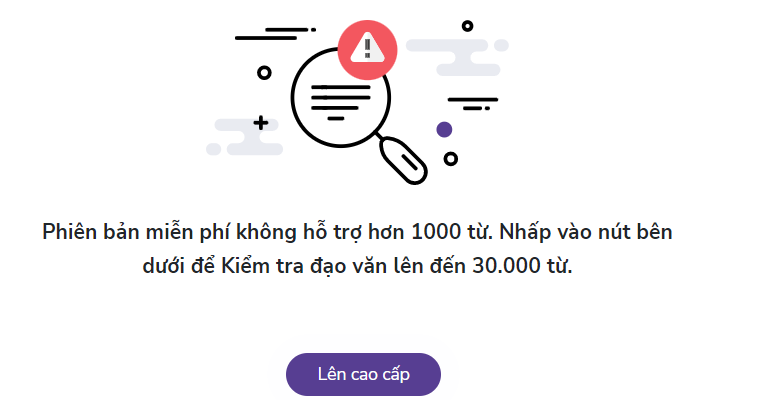 Phiên bản miễn phí không hỗ trợ hơn 1000 từ. Nhấp vào nút bên
dưới để Kiểm tra đạo văn lên đến 30.000 từ.
Lên cao cấp